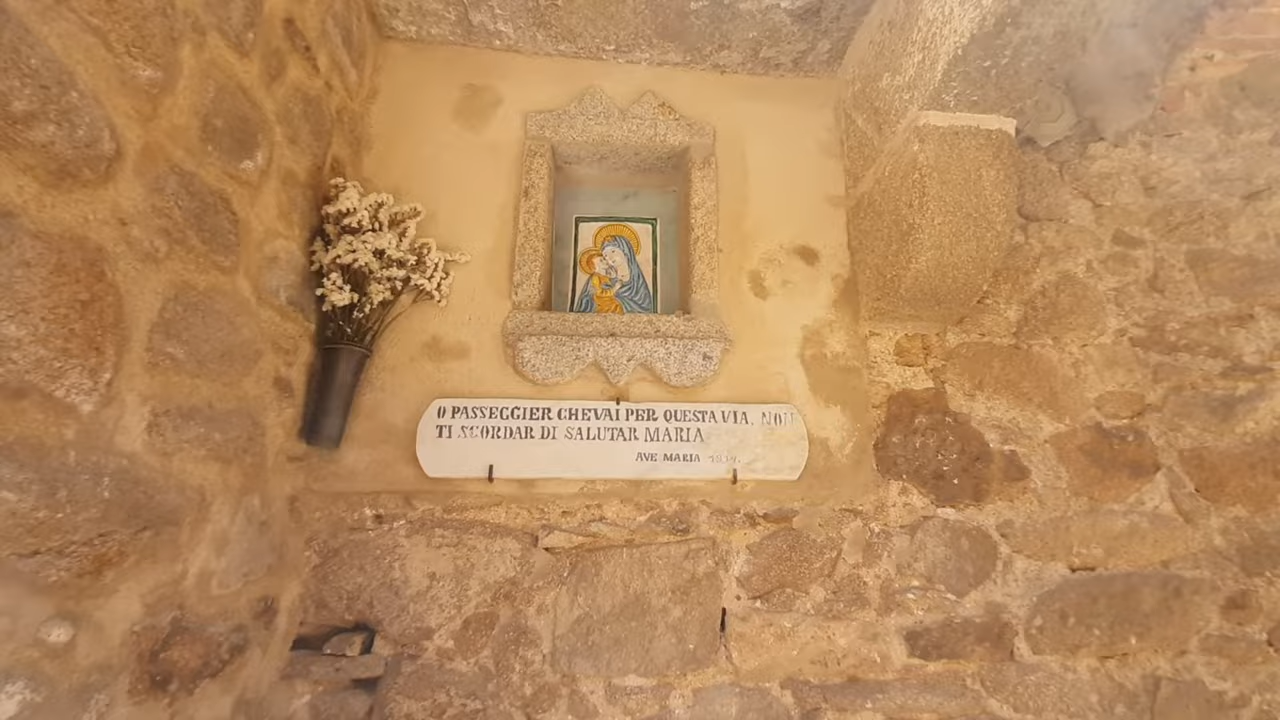 O PASSEGGIER CHE VAI PER QUESTA VIA, NON
TI SCORDAR DI SALUTAR MARIA
AVE MARIA